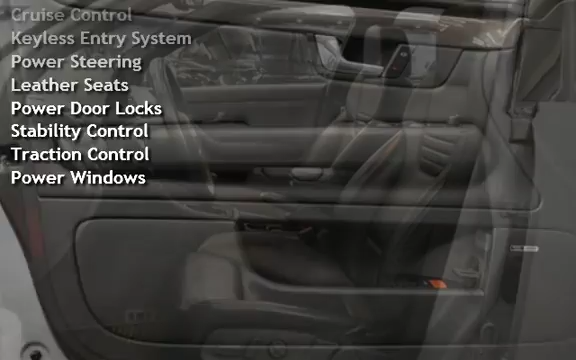 Cruise Control
Keyless Entry System
Power Steering
Leather Seats
Power Door Locks
Stability Control
Traction Control
Power Windows